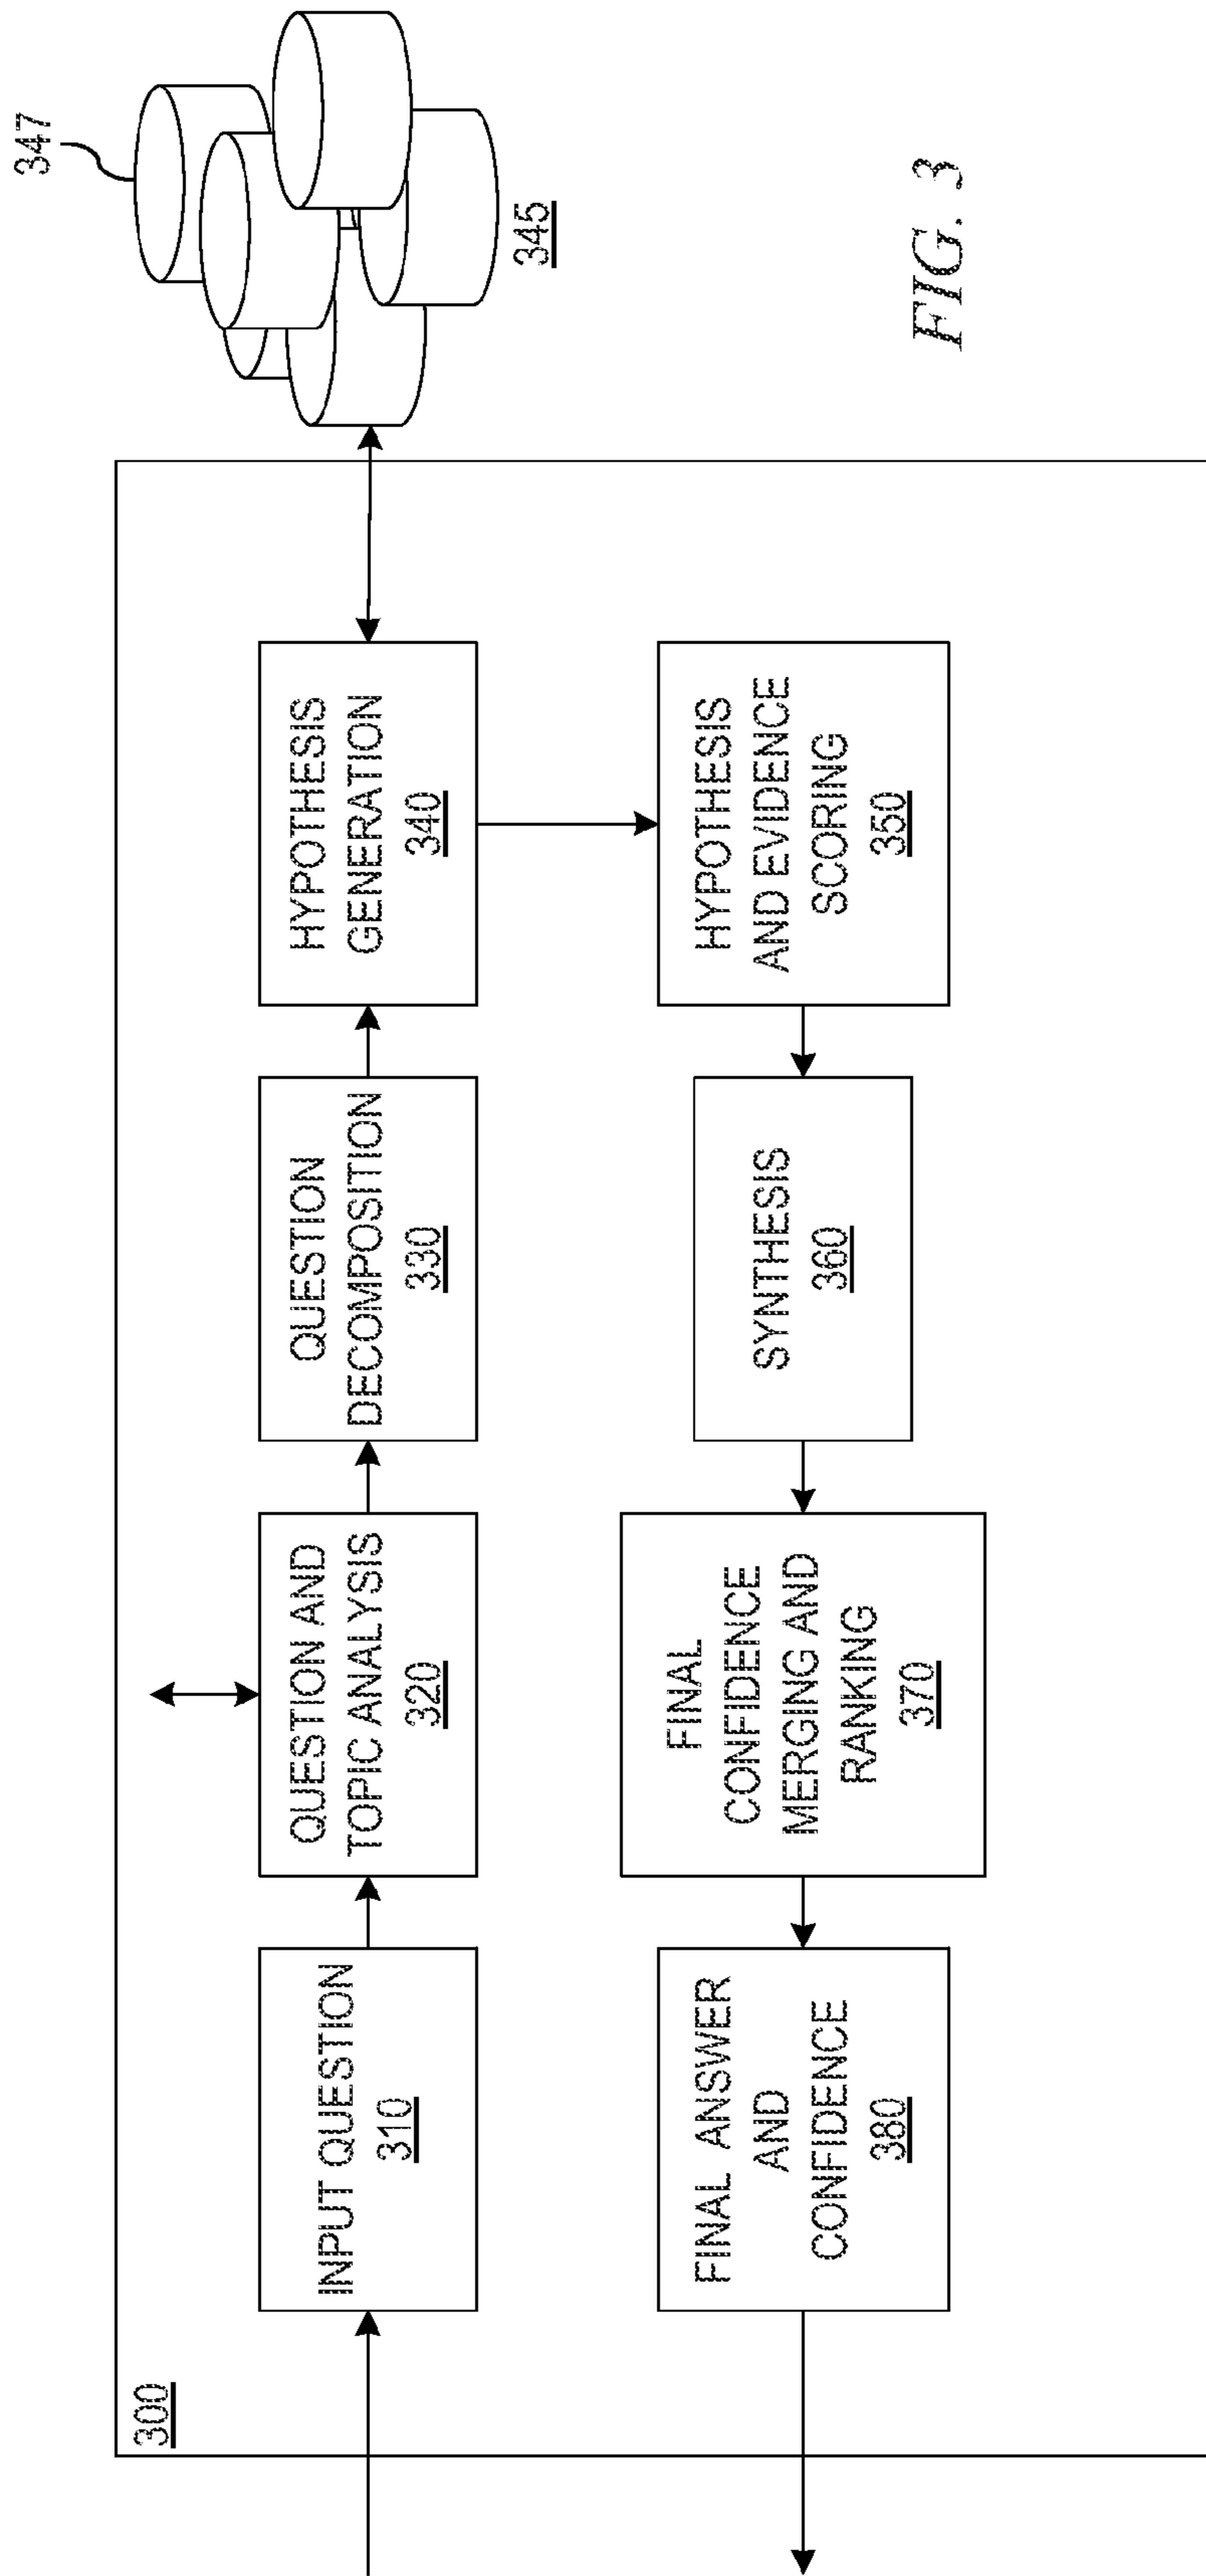 300
INPUT QUESTION
310
QUESTION AND
TOPIC ANALYSIS
320
QUESTION
DECOMPOSITION
330
HYPOTHESIS
GENERATION
340
347
345
FINAL ANSWER
AND
CONFIDENCE
380
FINAL
CONFIDENCE
MERGING AND
RANKING
370
SYNTHESIS
360
HYPOTHESIS
AND EVIDENCE
SCORING
350
FIG. 3